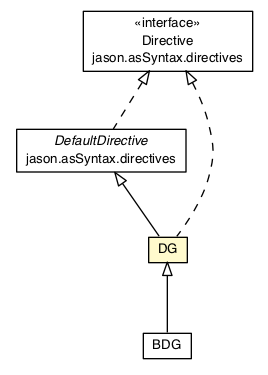 «interface»
Directive
jason.asSyntax.directives
DefaultDirective
jason.asSyntax.directives
DG
BDG